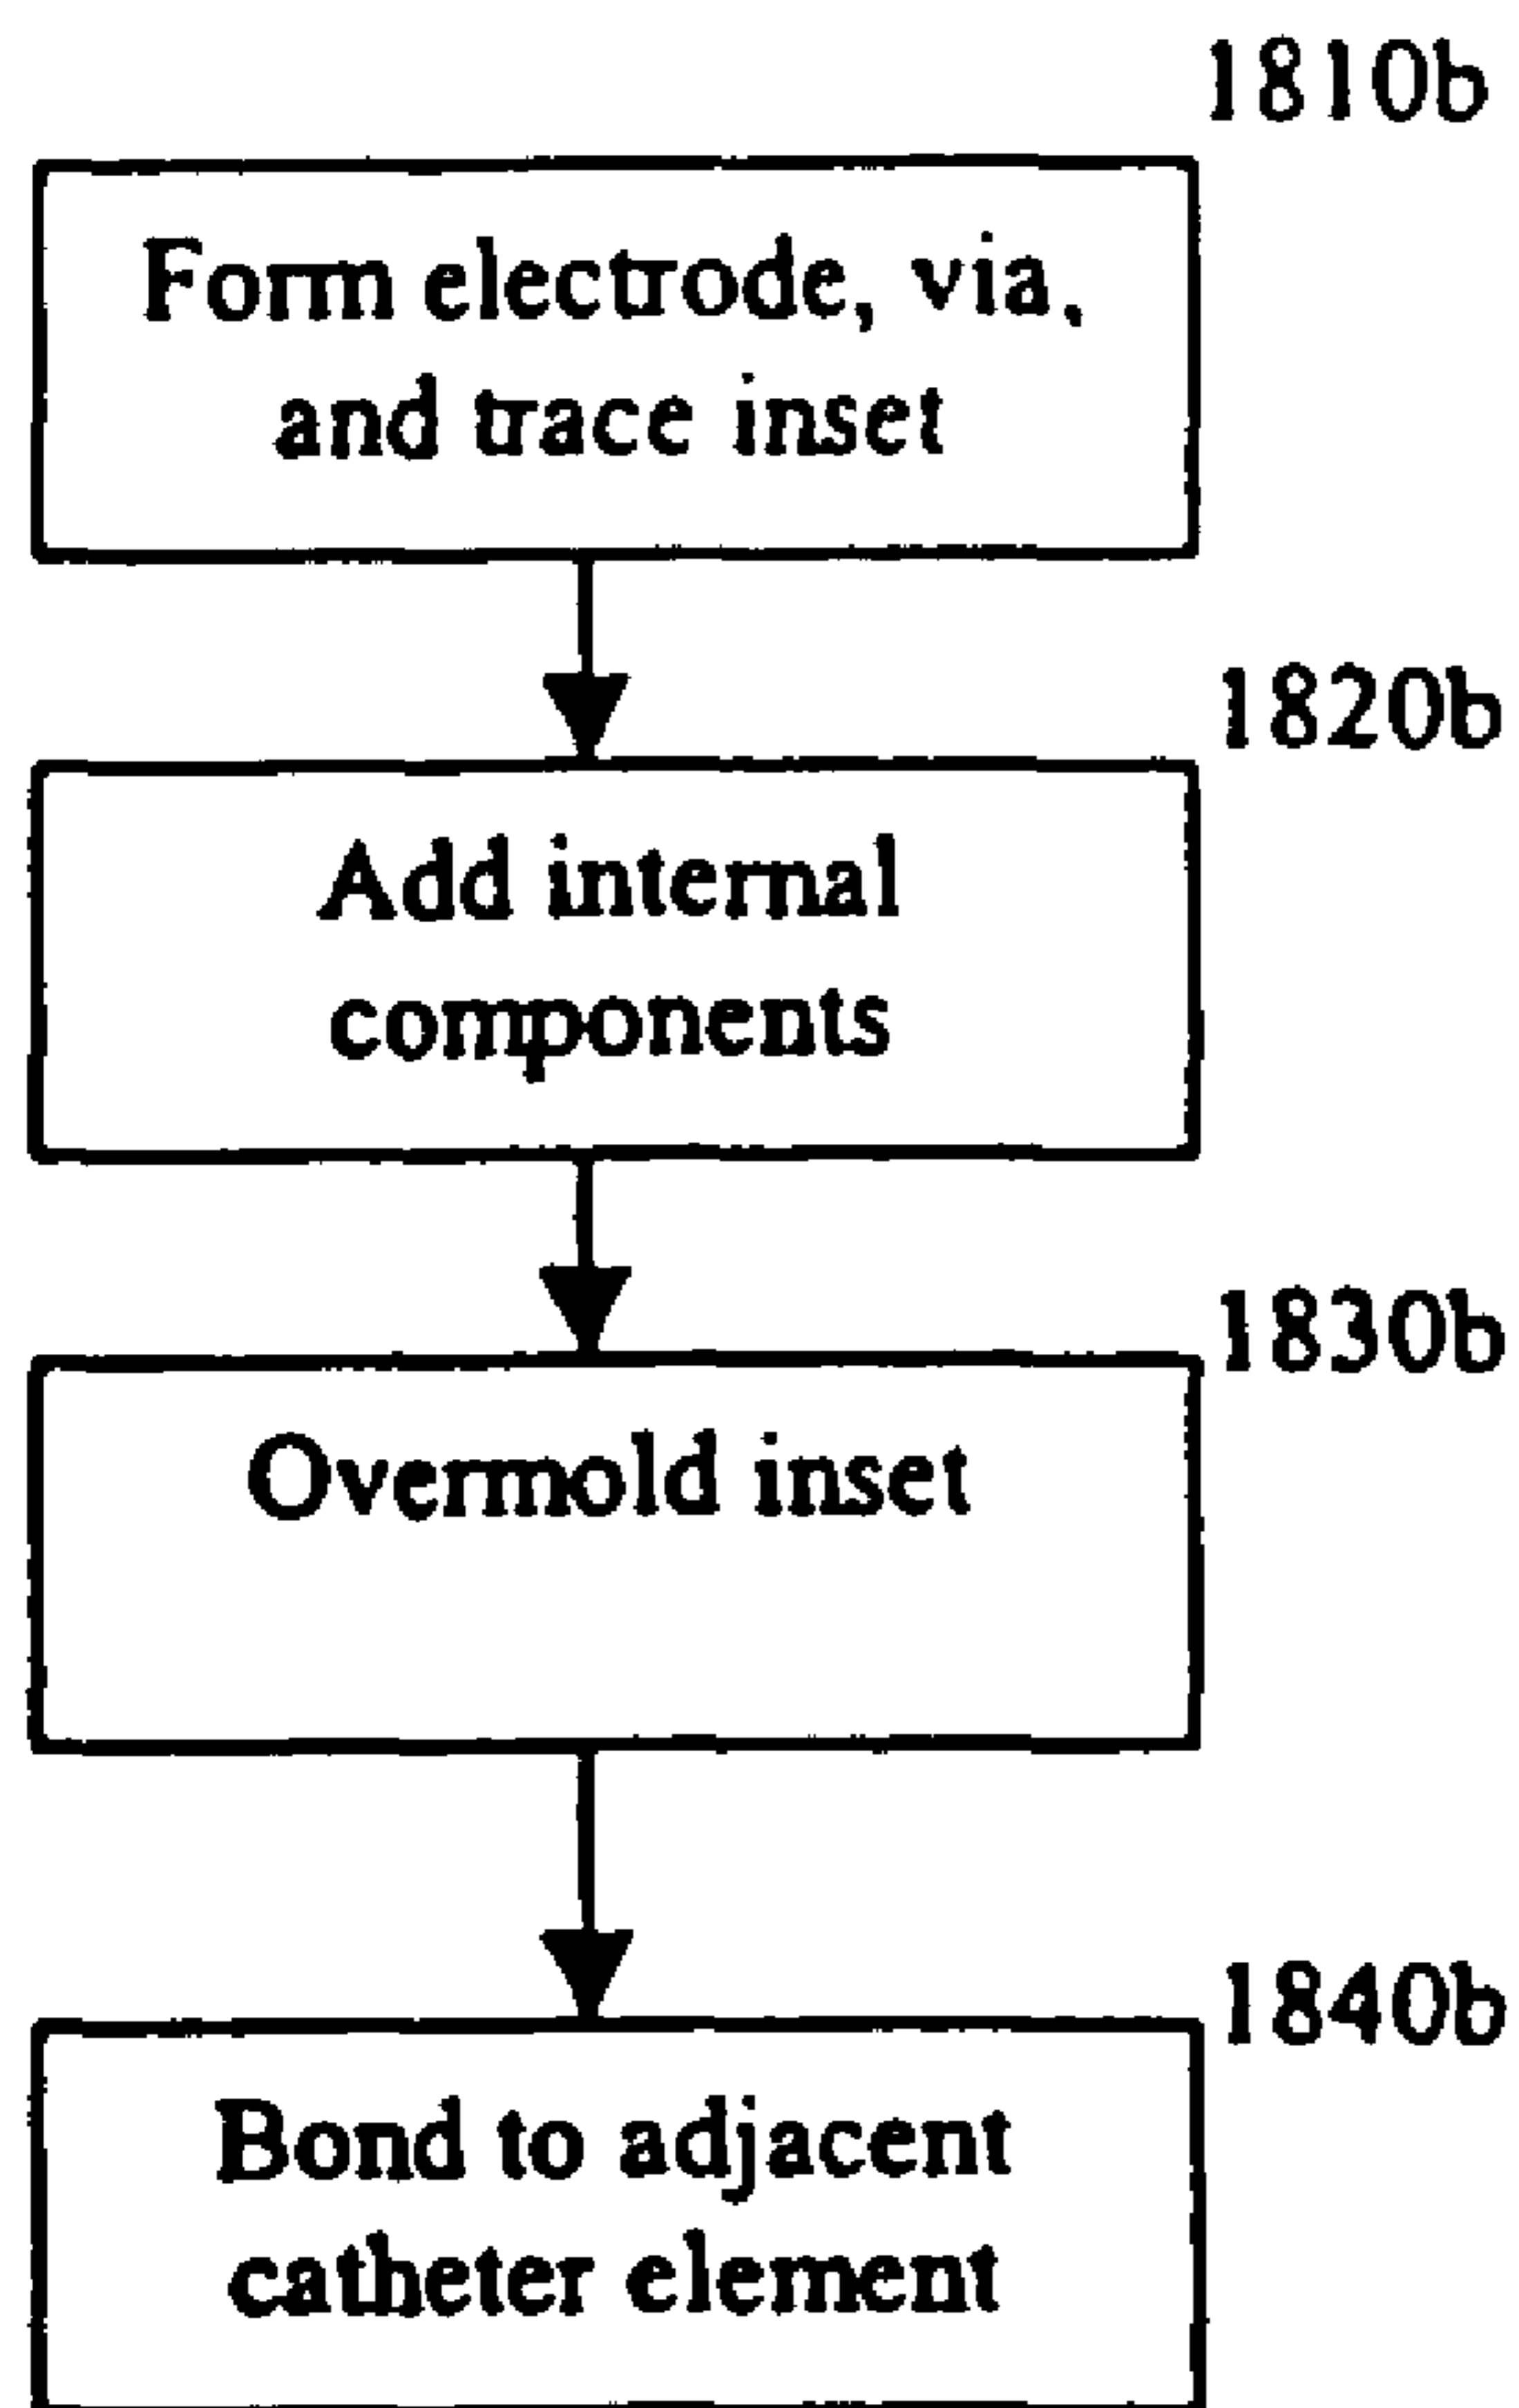 1810b
Form electrode, via,
and trace inset
1820b
Add internal
components
1830b
Overmold inset
1840b
Bond to adjacent
catheter element